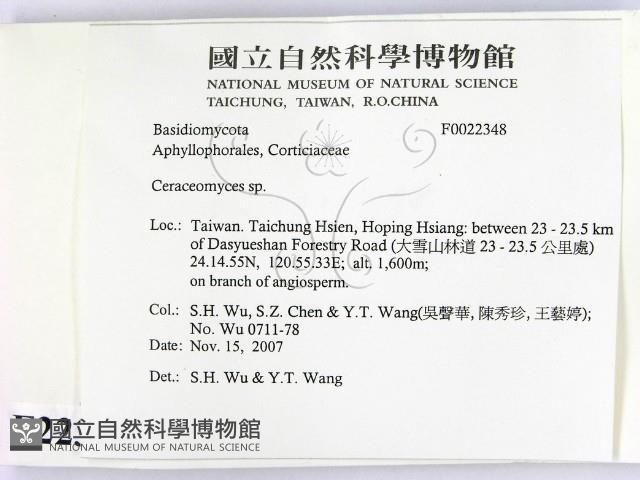 國立自然科學博物館
NATIONAL MUSEUM OF NATURAL SCIENCE
TAICHUNG, TAIWAN, R.O.CHINA
Basidiomycota F0022348
Aphyllophorales, Corticiaceae
Ceraceomyces sp.
Loc.: Taiwan. Taichung Hsien, Hoping Hsiang: between 23 - 23.5 km
of Dasyueshan Forestry Road (大雪山林道 23 - 23.5 公里處)
24.14.55N, 120.55.33E; alt. 1,600m;
on branch of angiosperm.
Col.: S.H. Wu, S.Z. Chen & Y.T. Wang(吳聲華, 陳秀珍, 王藝婷);
No. Wu 0711-78
Date: Nov. 15, 2007
Det.: S.H. Wu & Y.T. Wang
國立自然科學博物館
NATIONAL MUSEUM OF NATURAL SCIENCE